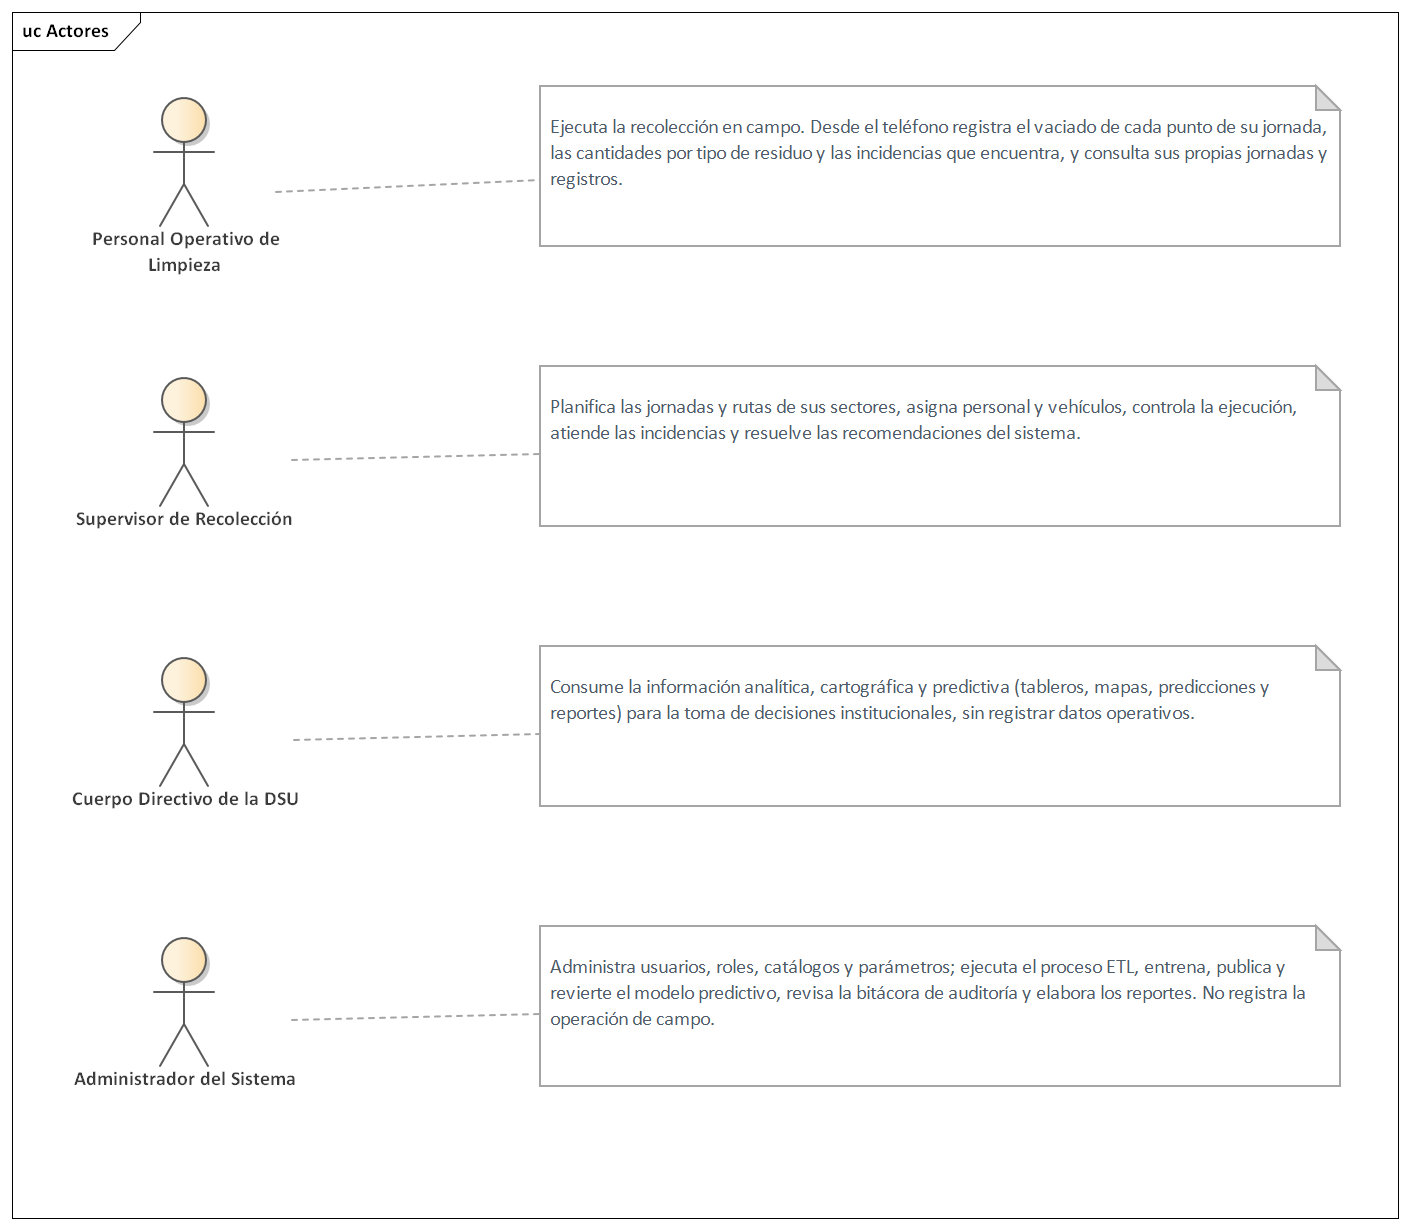 uc Actores
Ejecuta la recolección en campo. Desde el teléfono registra el vaciado de cada punto de su jornada,
las cantidades por tipo de residuo y las incidencias que encuentra, y consulta sus propias jornadas y
registros.
Personal Operativo de
Limpieza
Planifica las jornadas y rutas de sus sectores, asigna personal y vehículos, controla la ejecución,
atiende las incidencias y resuelve las recomendaciones del sistema.
Supervisor de Recolección
Consume la información analítica, cartográfica y predictiva (tableros, mapas, predicciones y
reportes) para la toma de decisiones institucionales, sin registrar datos operativos.
Cuerpo Directivo de la DSU
Administra usuarios, roles, catálogos y parámetros; ejecuta el proceso ETL, entrena, publica y
revierte el modelo predictivo, revisa la bitácora de auditoría y elabora los reportes. No registra la
operación de campo.
Administrador del Sistema